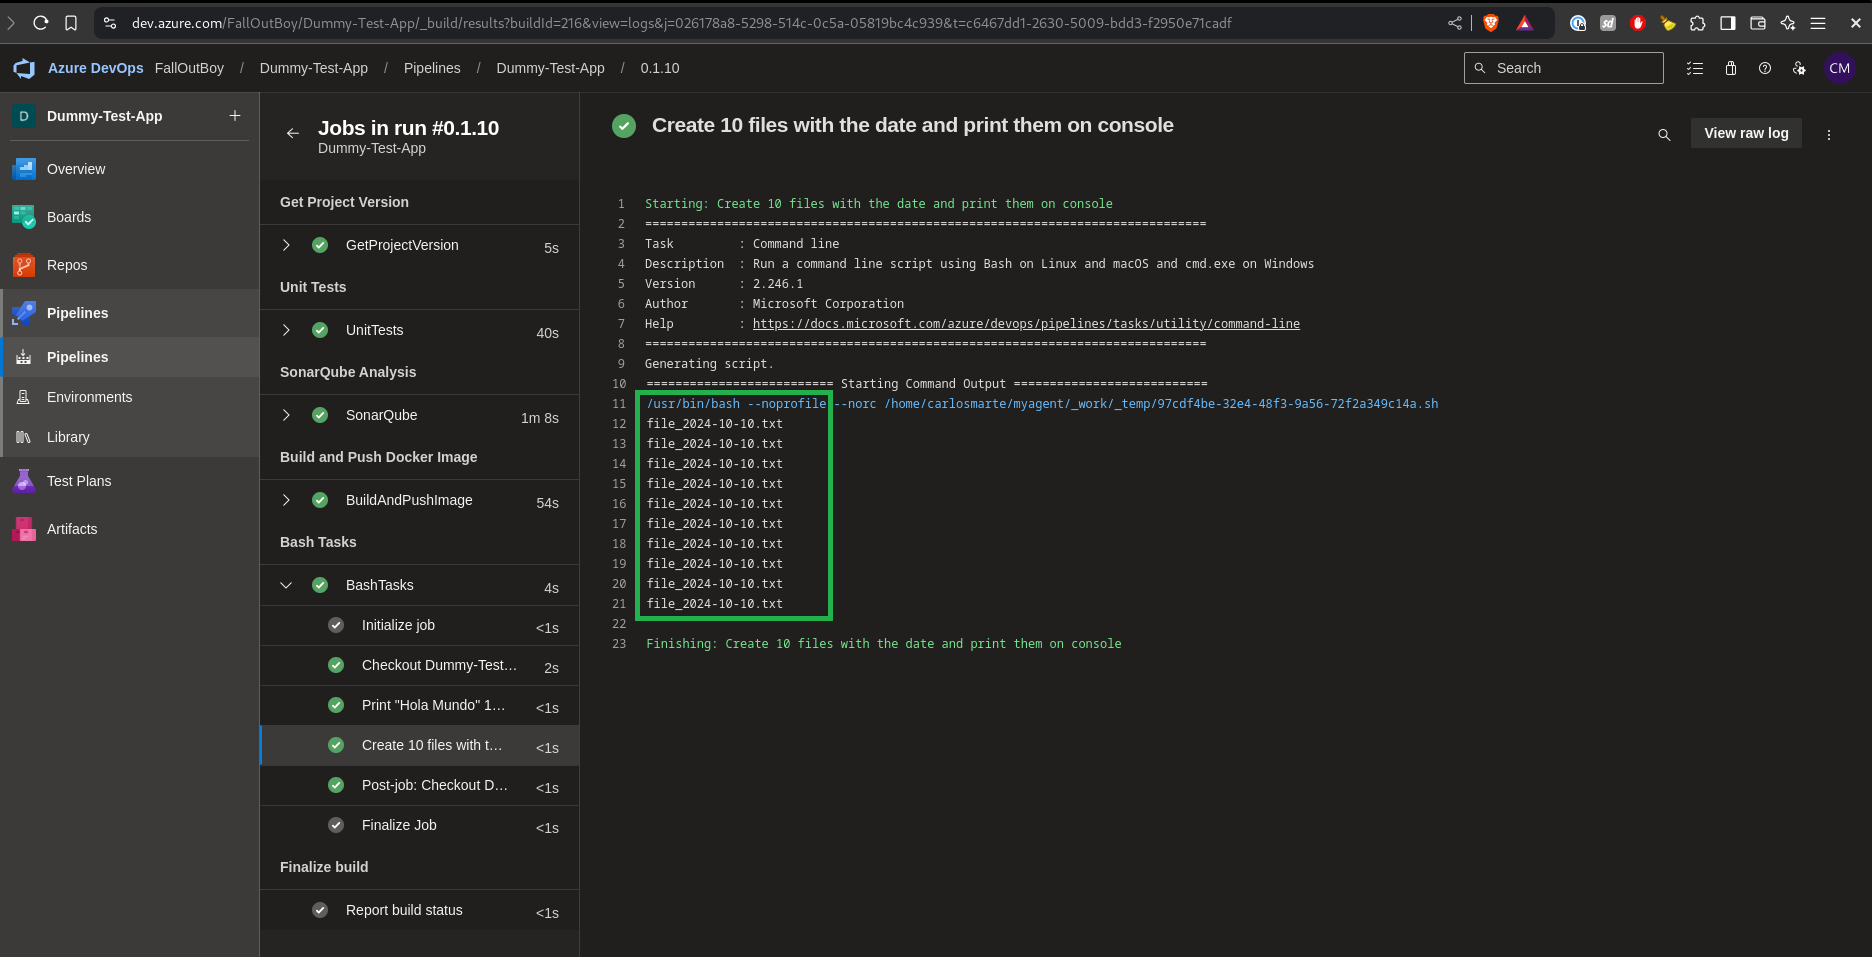 dev.azure.com/FallOutBoy/Dummy-Test-App/_build/results?buildId=216&view=logs&j=026178a8-5298-514c-0c5a-05819bc4c939&t=c6467dd1-2630-5009-bdd3-f2950e71cadf
Azure DevOps FallOutBoy / Dummy-Test-App / Pipelines / Dummy-Test-App / 0.1.10
Search
CM
D Dummy-Test-App
Overview
Boards
Repos
Pipelines
Pipelines
Environments
Library
Test Plans
Artifacts
Jobs in run #0.1.10
Dummy-Test-App
Get Project Version
GetProjectVersion 5s
Unit Tests
UnitTests 40s
SonarQube Analysis
SonarQube 1m 8s
Build and Push Docker Image
BuildAndPushImage 54s
Bash Tasks
BashTasks 4s
Initialize job <1s
Checkout Dummy-Test... 2s
Print "Hola Mundo" 1... <1s
Create 10 files with t... <1s
Post-job: Checkout D... <1s
Finalize Job <1s
Finalize build
Report build status <1s
Create 10 files with the date and print them on console
View raw log
1 Starting: Create 10 files with the date and print them on console
2 ==============================================================================
3 Task         : Command line
4 Description  : Run a command line script using Bash on Linux and macOS and cmd.exe on Windows
5 Version      : 2.246.1
6 Author       : Microsoft Corporation
7 Help         : https://docs.microsoft.com/azure/devops/pipelines/tasks/utility/command-line
8 ==============================================================================
9 Generating script.
10 ========================== Starting Command Output ===========================
11 /usr/bin/bash --noprofile --norc /home/carlosmarte/myagent/_work/_temp/97cdf4be-32e4-48f3-9a56-72f2a349c14a.sh
12 file_2024-10-10.txt
13 file_2024-10-10.txt
14 file_2024-10-10.txt
15 file_2024-10-10.txt
16 file_2024-10-10.txt
17 file_2024-10-10.txt
18 file_2024-10-10.txt
19 file_2024-10-10.txt
20 file_2024-10-10.txt
21 file_2024-10-10.txt
22
23 Finishing: Create 10 files with the date and print them on console